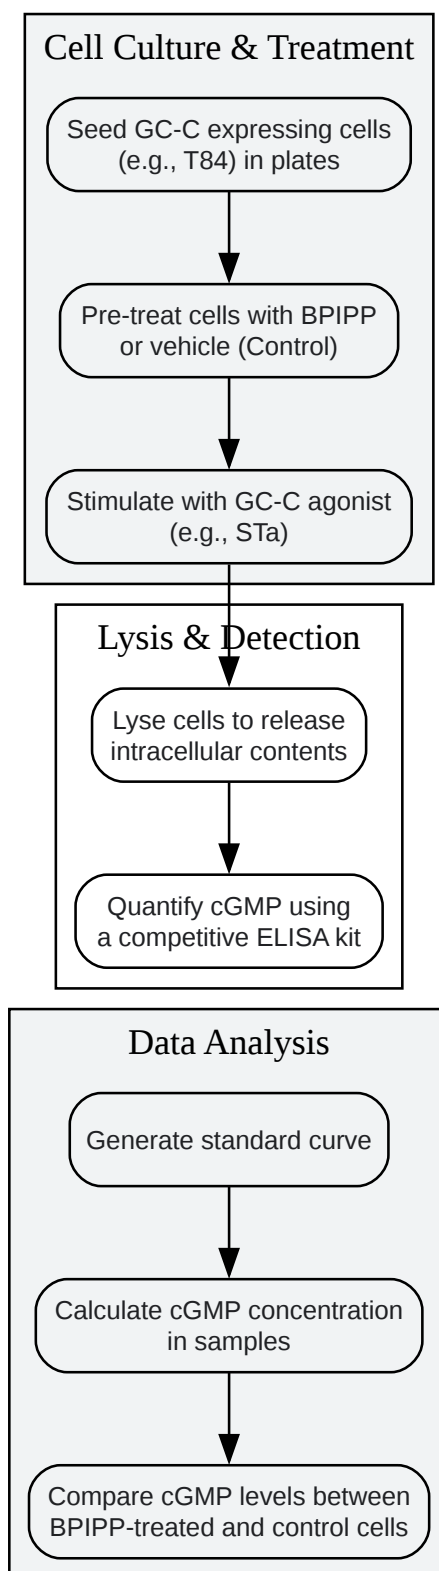 Cell Culture & Treatment
Seed GC-C expressing cells
(e.g., T84) in plates
Pre-treat cells with BPIPP
or vehicle (Control)
Stimulate with GC-C agonist
(e.g., STa)
Lysis & Detection
Lyse cells to release
intracellular contents
Quantify cGMP using
a competitive ELISA kit
Data Analysis
Generate standard curve
Calculate cGMP concentration
in samples
Compare cGMP levels between
BPIPP-treated and control cells